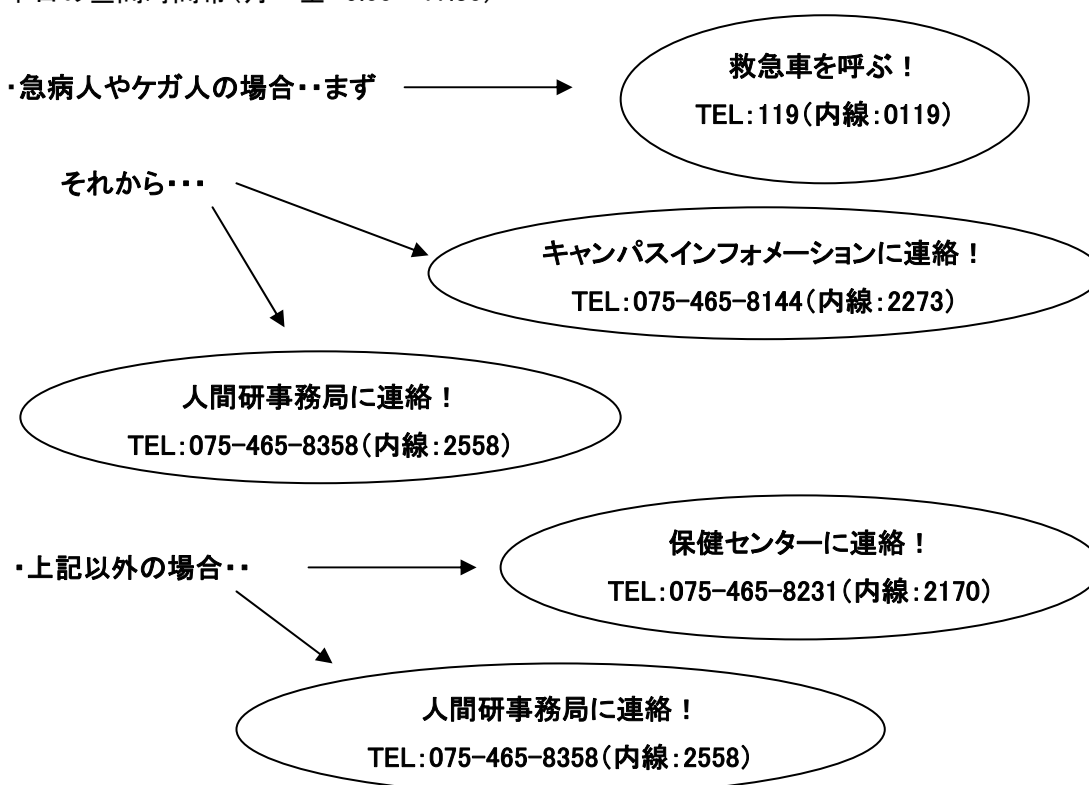 ・急病人やケガ人の場合・・まず
救急車を呼ぶ！
TEL：119（内線：0119）
それから・・・
キャンパスインフォメーションに連絡！
TEL：075-465-8144（内線：2273）
人間研事務局に連絡！
TEL：075-465-8358（内線：2558）
・上記以外の場合・・
保健センターに連絡！
TEL：075-465-8231（内線：2170）
人間研事務局に連絡！
TEL：075-465-8358（内線：2558）